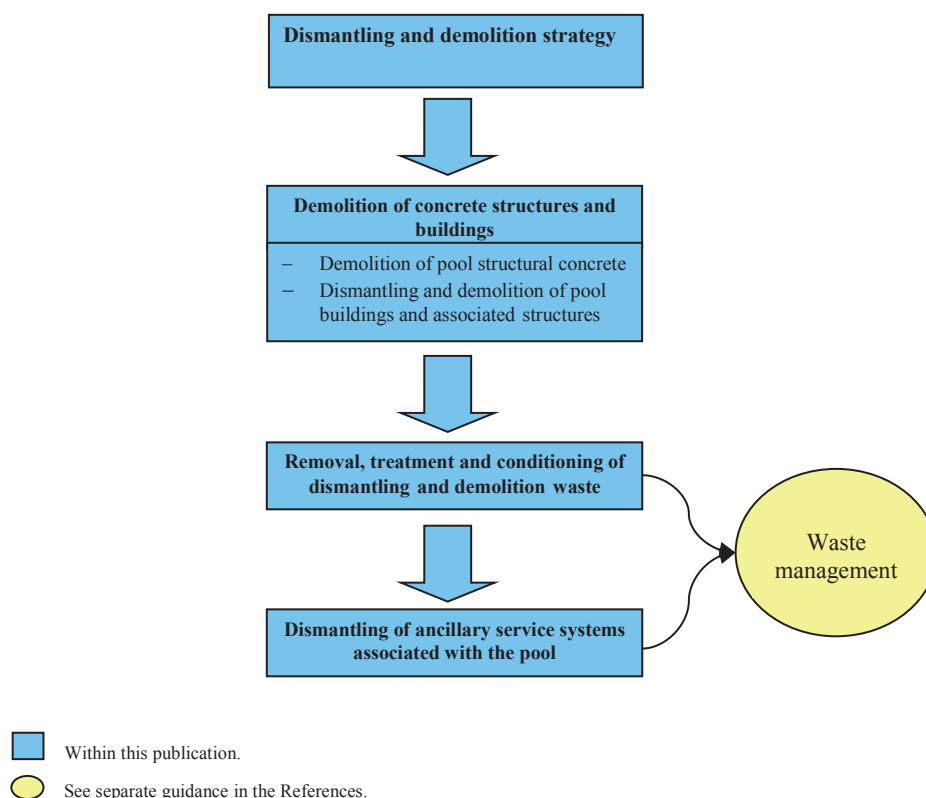 Dismantling and demolition strategy
Demolition of concrete structures and
buildings
– Demolition of pool structural concrete
– Dismantling and demolition of pool
buildings and associated structures
Removal, treatment and conditioning of
dismantling and demolition waste
Waste
management
Dismantling of ancillary service systems
associated with the pool
Within this publication.
See separate guidance in the References.